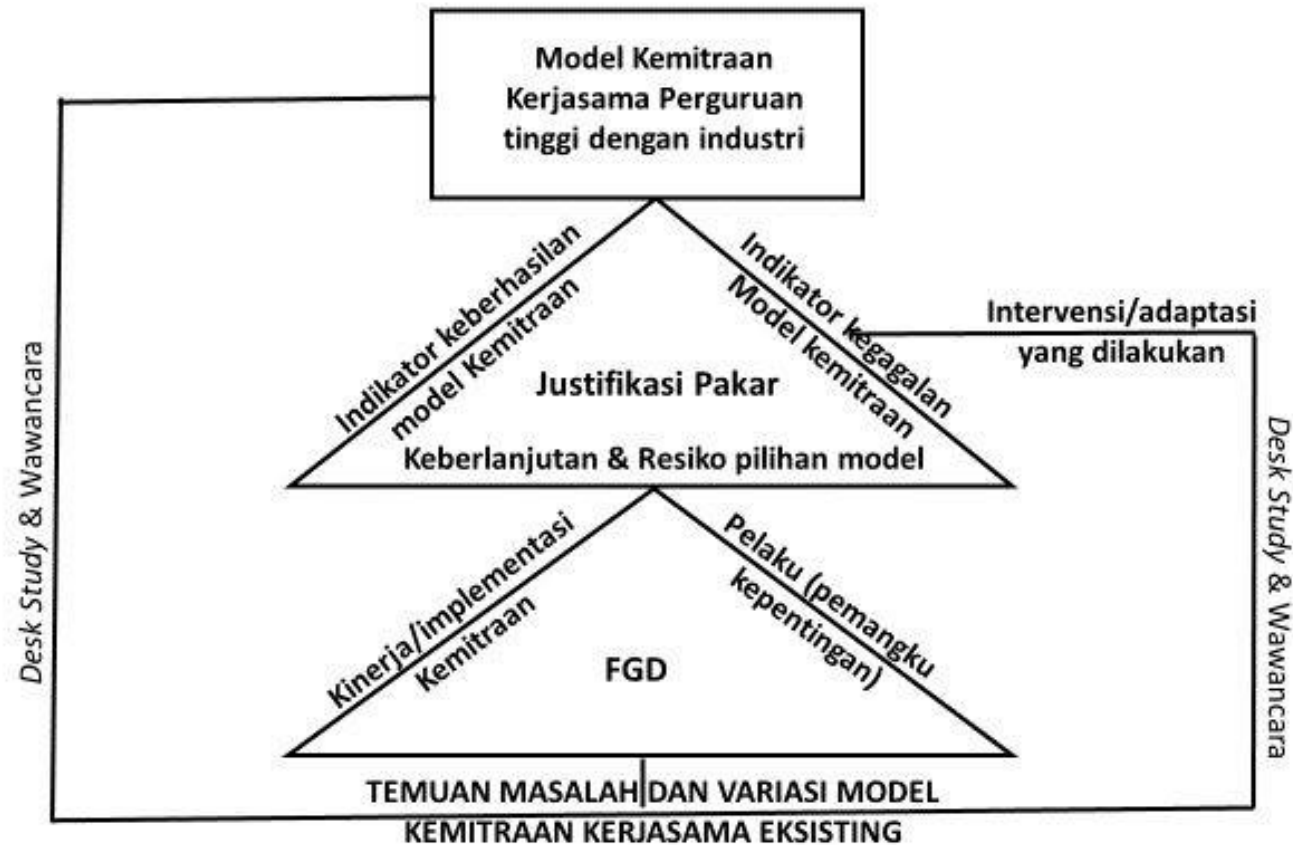 Model Kemitraan
Kerjasama Perguruan
tinggi dengan industri
Indikator keberhasilan
model Kemitraan
Indikator kegagalan
Model kemitraan
Intervensi/adaptasi
yang dilakukan
Justifikasi Pakar
Keberlanjutan & Resiko pilihan model
Desk Study & Wawancara
Desk Study & Wawancara
Kinerja/implementasi
Kemitraan
Pelaku (pemangku
kepentingan)
FGD
TEMUAN MASALAH DAN VARIASI MODEL
KEMITRAAN KERJASAMA EKSISTING